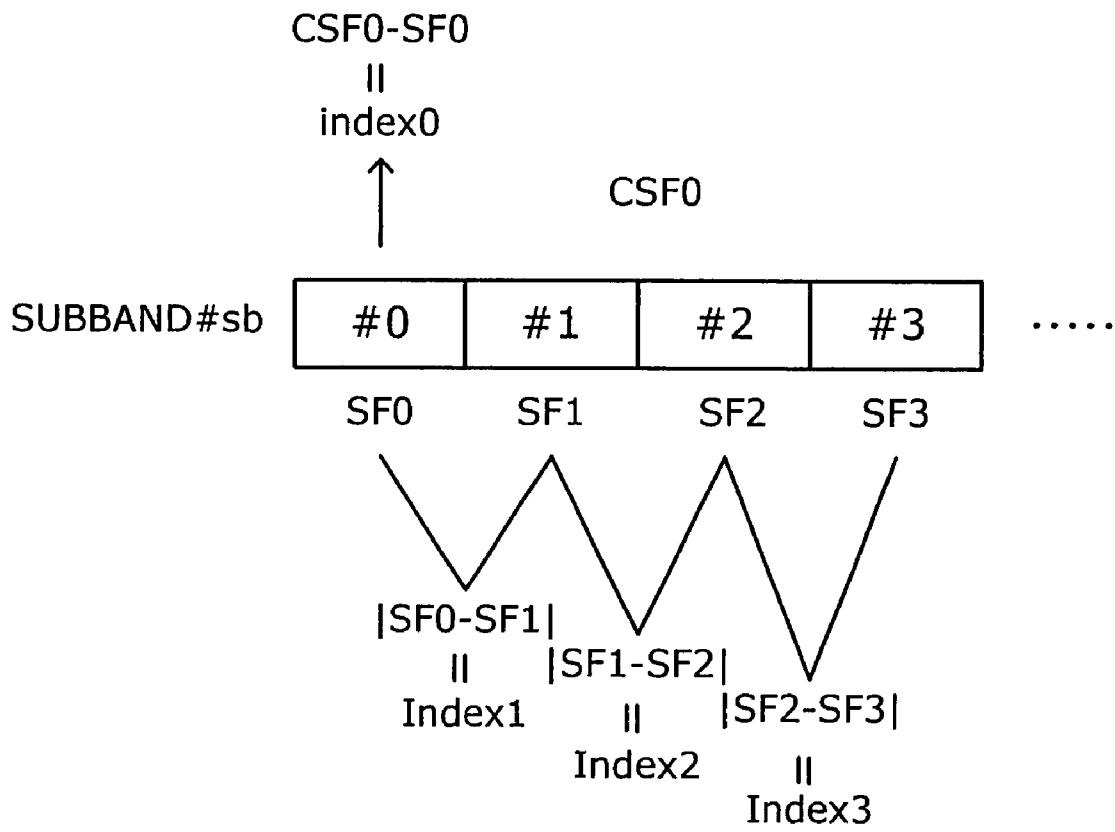 CSF0-SF0
||
index0
CSF0
SUBBAND#sb #0 #1 #2 #3 .....
SF0 SF1 SF2 SF3
|SF0-SF1|
||
Index1
|SF1-SF2|
||
Index2
|SF2-SF3|
||
Index3